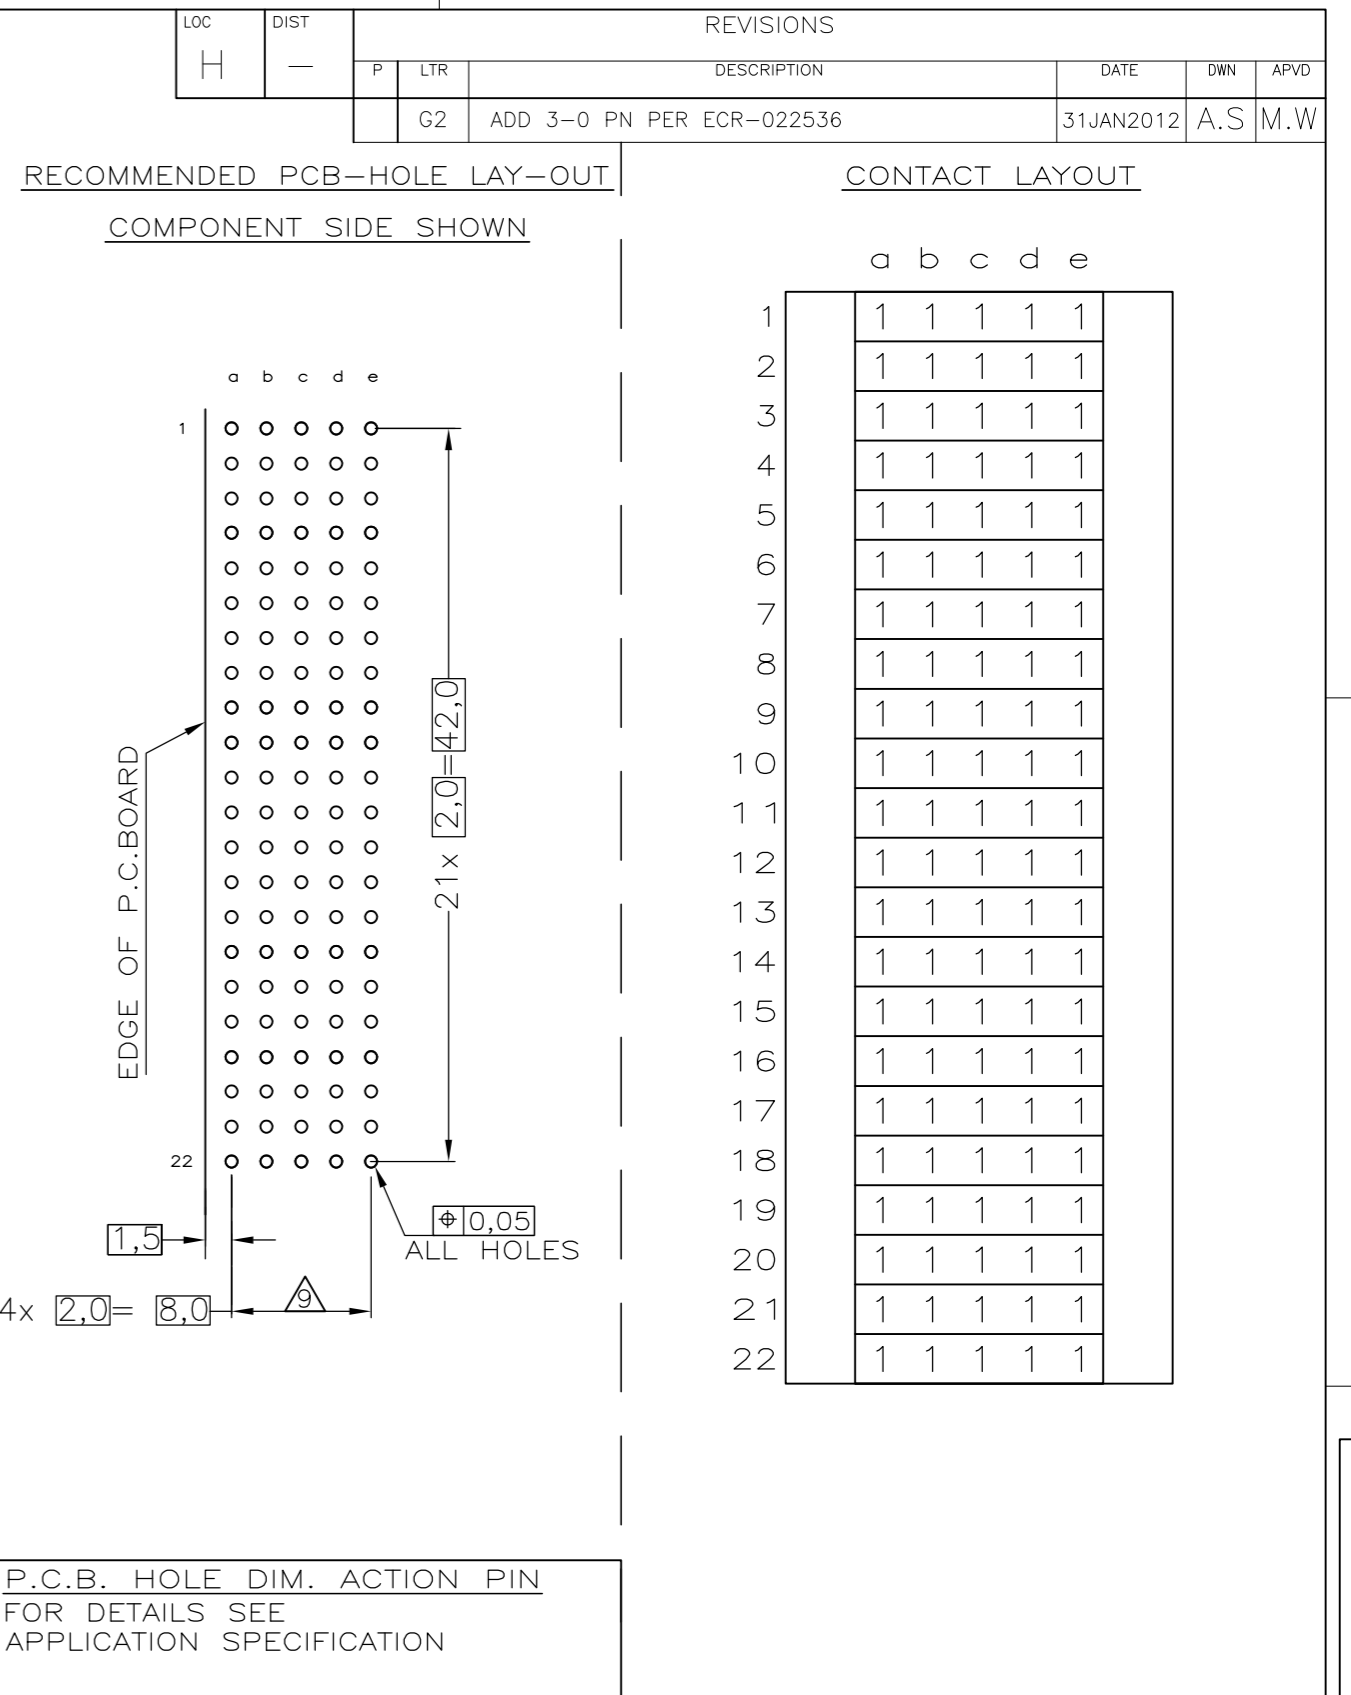 LOC
H
DIST
—
REVISIONS
P LTR DESCRIPTION DATE DWN APVD
G2 ADD 3-0 PN PER ECR-022536 31JAN2012 A.S M.W
RECOMMENDED PCB-HOLE LAY-OUT
COMPONENT SIDE SHOWN
a b c d e
1
22
EDGE OF P.C.BOARD
21x 2,0=42,0
1,5
⌖ 0,05
ALL HOLES
4x 2,0= 8,0
9
P.C.B. HOLE DIM. ACTION PIN
FOR DETAILS SEE
APPLICATION SPECIFICATION
CONTACT LAYOUT
a b c d e
1 1 1 1 1 1
2 1 1 1 1 1
3 1 1 1 1 1
4 1 1 1 1 1
5 1 1 1 1 1
6 1 1 1 1 1
7 1 1 1 1 1
8 1 1 1 1 1
9 1 1 1 1 1
10 1 1 1 1 1
11 1 1 1 1 1
12 1 1 1 1 1
13 1 1 1 1 1
14 1 1 1 1 1
15 1 1 1 1 1
16 1 1 1 1 1
17 1 1 1 1 1
18 1 1 1 1 1
19 1 1 1 1 1
20 1 1 1 1 1
21 1 1 1 1 1
22 1 1 1 1 1